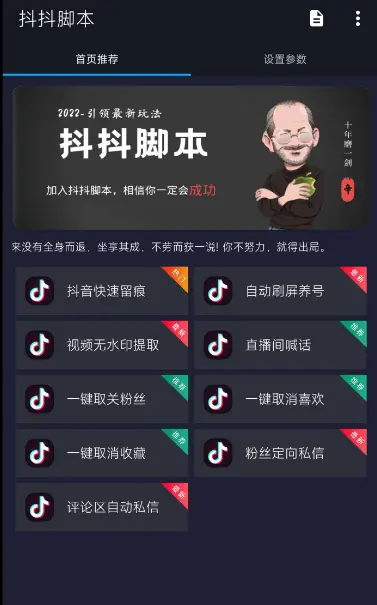 抖抖脚本
首页推荐
设置参数
2022-引领最新玩法
抖抖脚本
加入抖抖脚本，相信你一定会成功
十年磨一剑
来没有全身而退、坐享其成、不劳而获一说! 你不努力，就得出局。
抖音快速留痕
热门
自动刷屏养号
最新
视频无水印提取
最新
直播间喊话
推荐
一键取关粉丝
推荐
一键取消喜欢
推荐
一键取消收藏
推荐
粉丝定向私信
最新
评论区自动私信
最新